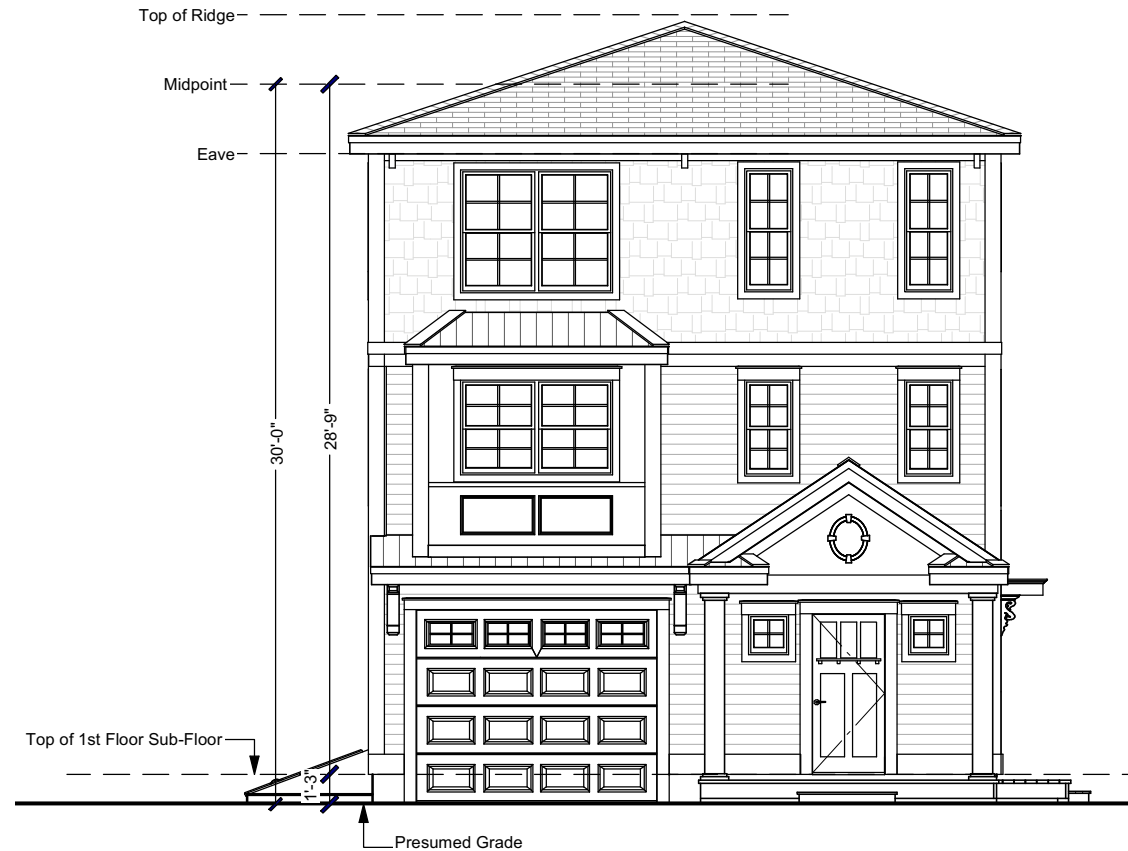 Top of Ridge
Midpoint
Eave
30'-0"
28'-9"
Top of 1st Floor Sub-Floor
1'-3"
Presumed Grade